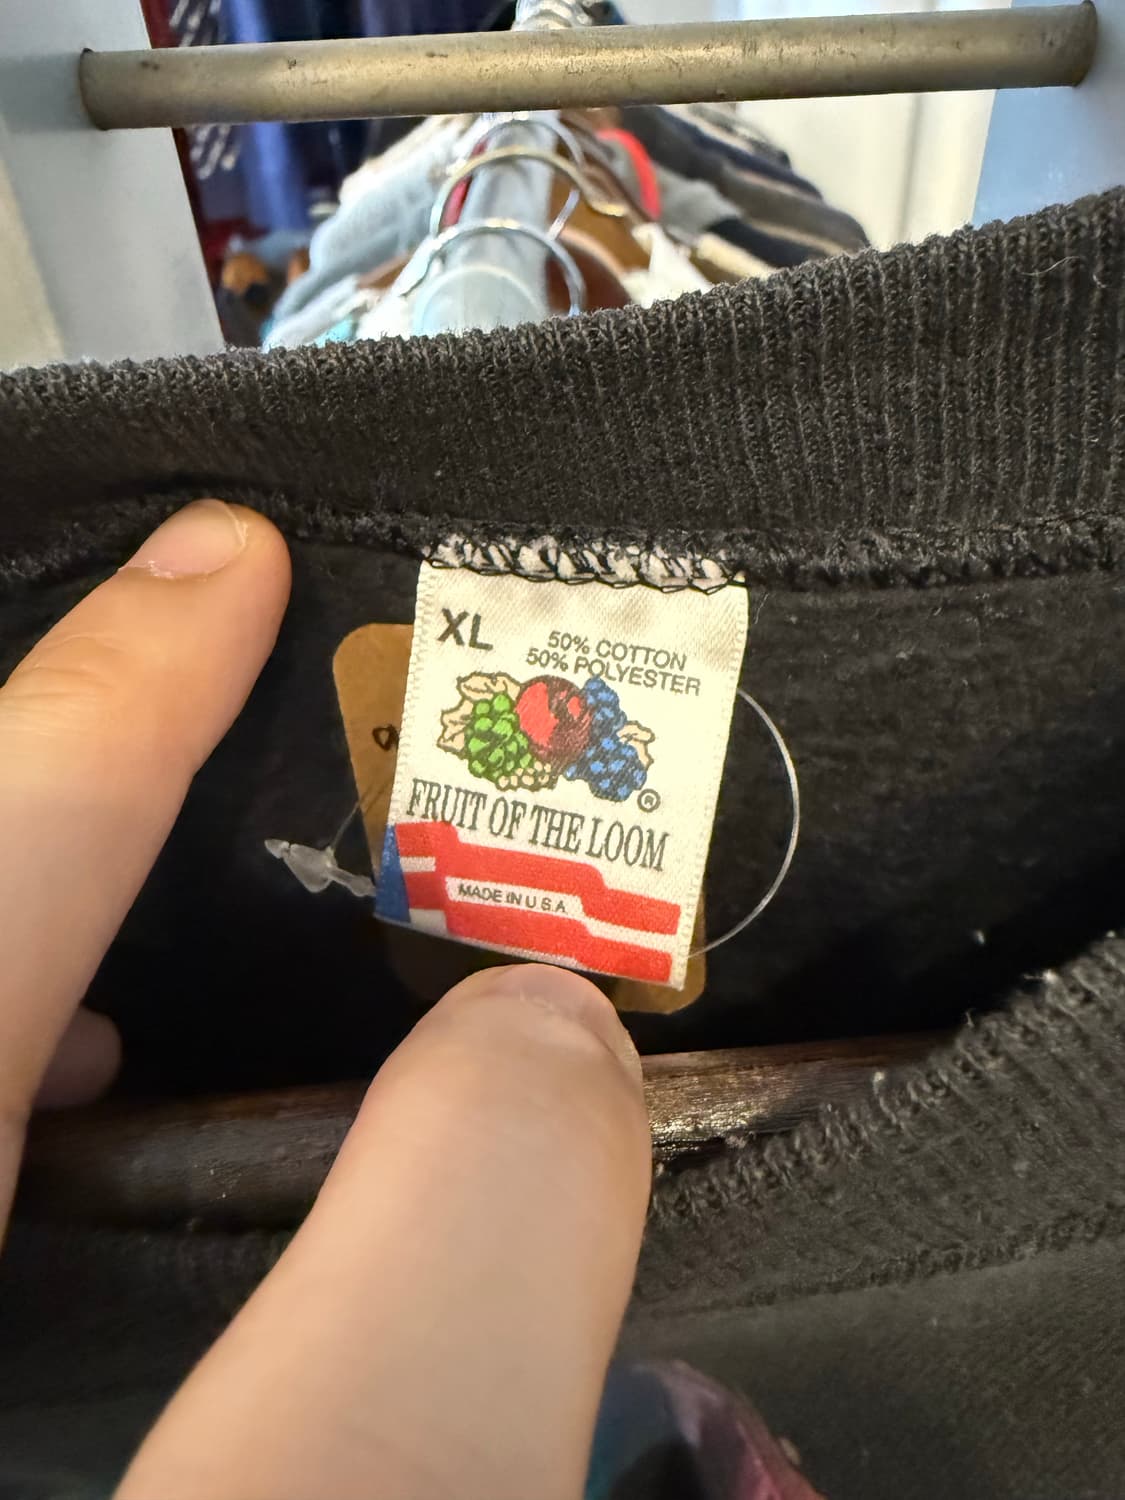 XL
50% COTTON
50% POLYESTER
®
FRUIT OF THE LOOM
MADE IN U S A